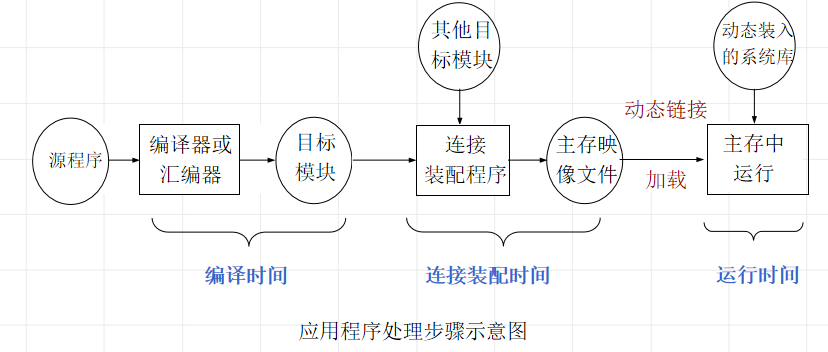 其他目
标模块
动态装入
的系统库
动态链接
源程序
编译器或
汇编器
目标
模块
连接
装配程序
主存映
像文件
加载
主存中
运行
编译时间
连接装配时间
运行时间
应用程序处理步骤示意图